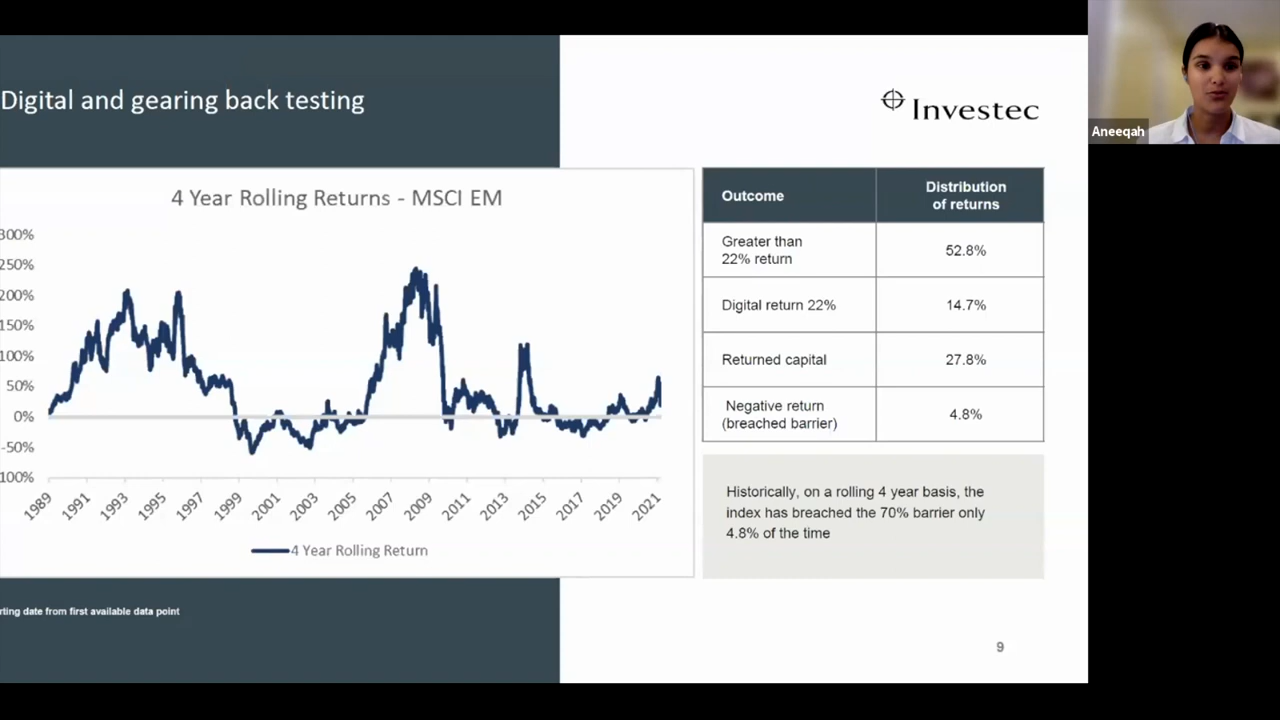 Digital and gearing back testing
Investec
Aneeqah
4 Year Rolling Returns - MSCI EM
300%
250%
200%
150%
100%
50%
0%
-50%
100%
1989
1991
1993
1995
1997
1999
2001
2003
2005
2007
2009
2011
2013
2015
2017
2019
2021
4 Year Rolling Return
Outcome
Distribution
of returns
Greater than
22% return
52.8%
Digital return 22%
14.7%
Returned capital
27.8%
Negative return
(breached barrier)
4.8%
Historically, on a rolling 4 year basis, the
index has breached the 70% barrier only
4.8% of the time
rting date from first available data point
9